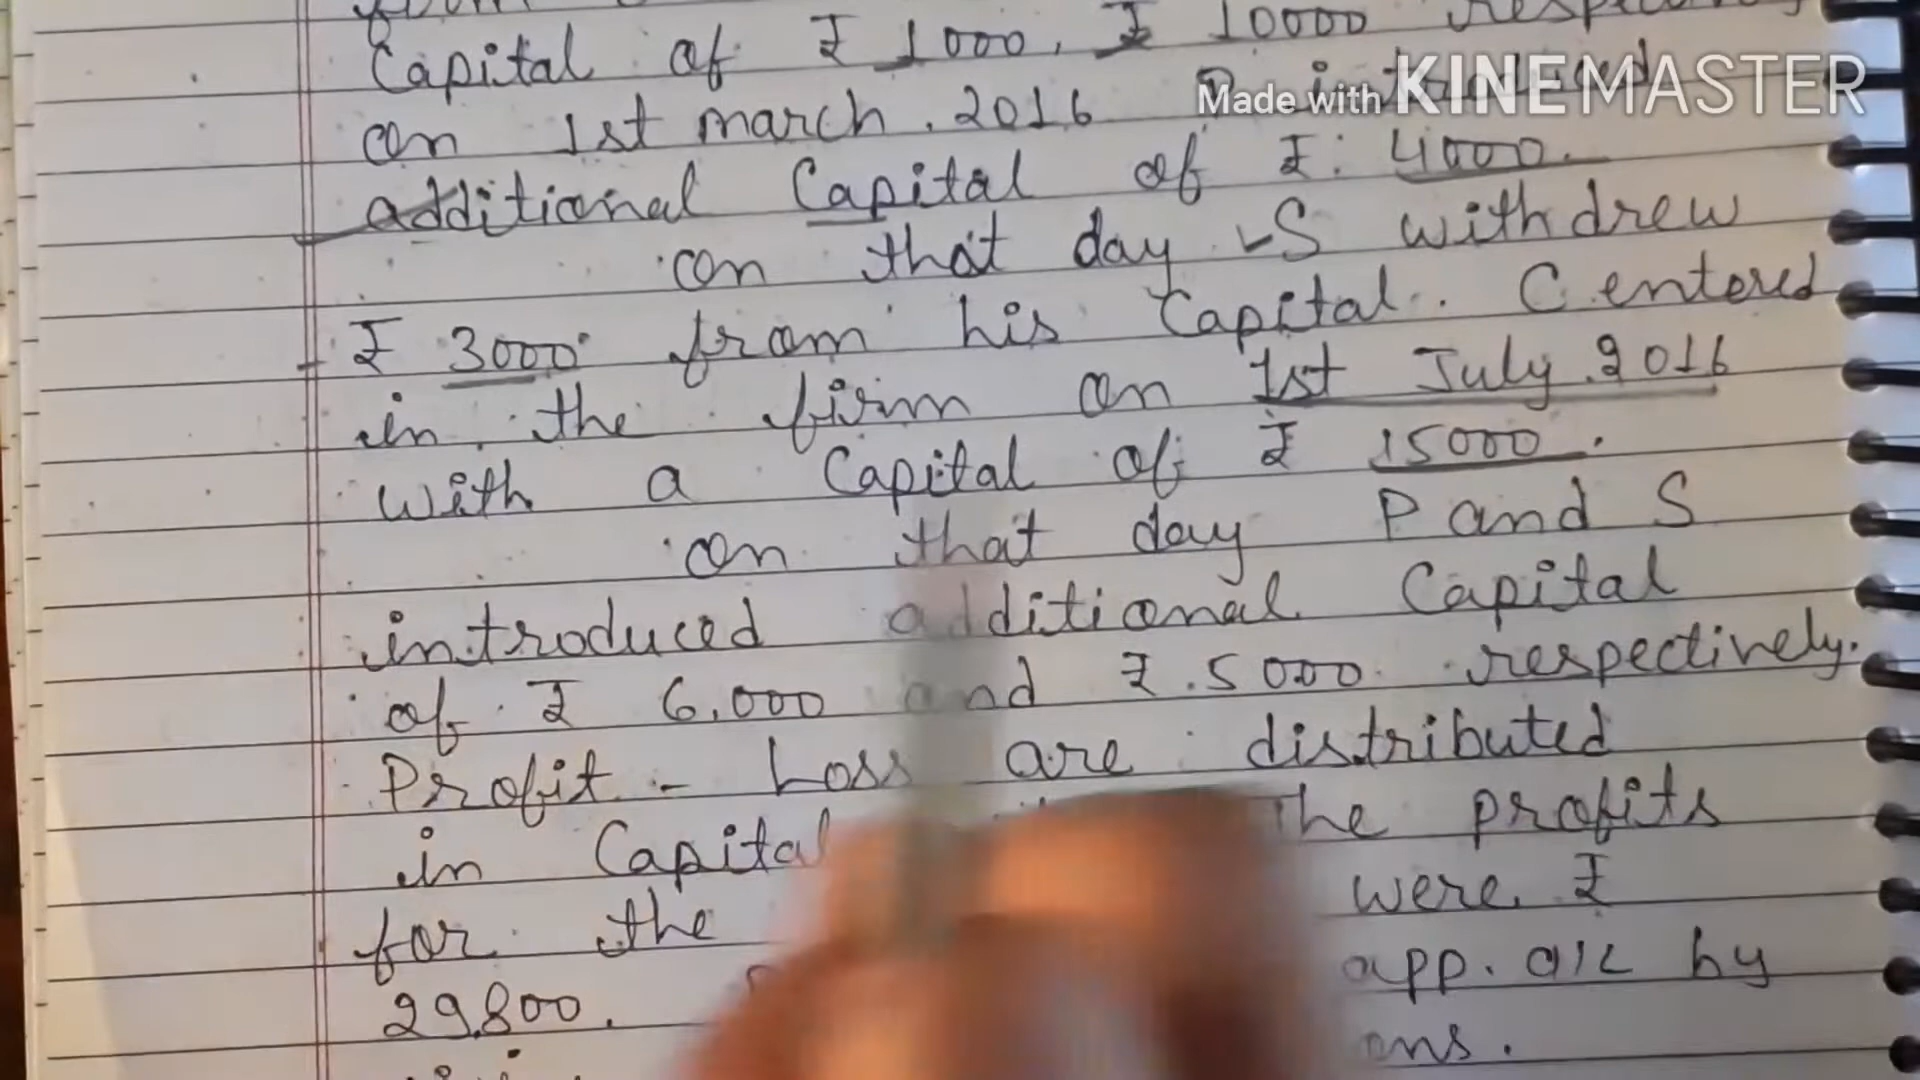 Capital of ₹ 1000, ₹ 10000
Made with KINEMASTER
on 1st march. 2016 P introduced
additional Capital of ₹: 4000.
on that day S withdrew
₹ 3000 from his Capital. C entered
in the firm on 1st July 2016
with a Capital of ₹ 15000.
on that day P and S
introduced additional Capital
of ₹ 6,000 and ₹.5000 respectively.
Profit - Loss are distributed
in Capital the profits
for the were ₹
29,800. app. a/c by
ons.